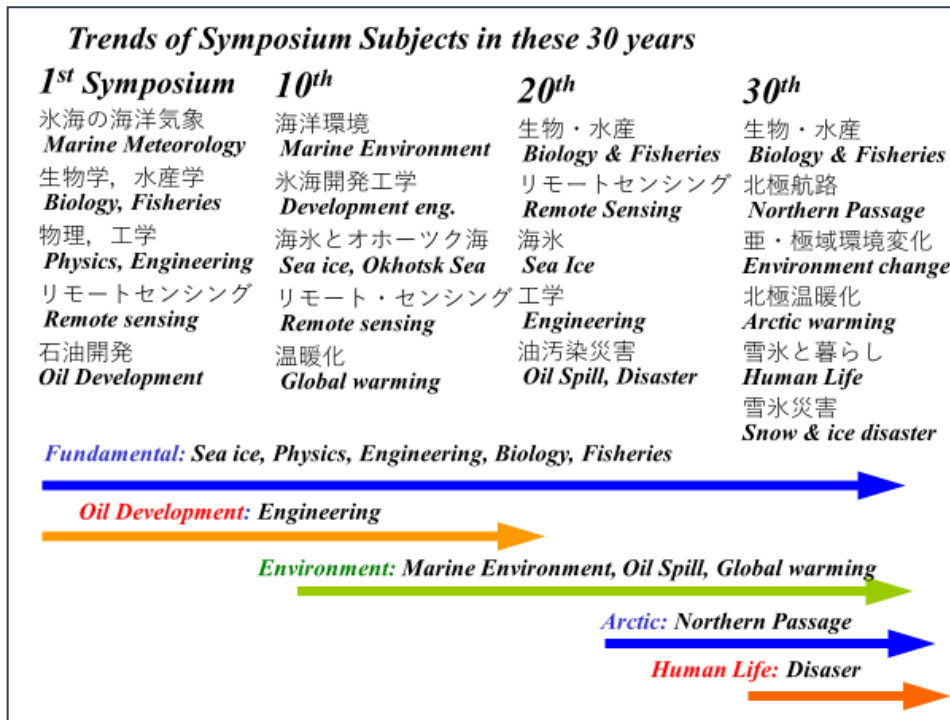 Trends of Symposium Subjects in these 30 years
1st Symposium
氷海の海洋気象
Marine Meteorology
生物学，水産学
Biology, Fisheries
物理，工学
Physics, Engineering
リモートセンシング
Remote sensing
石油開発
Oil Development
10th
海洋環境
Marine Environment
氷海開発工学
Development eng.
海氷とオホーツク海
Sea ice, Okhotsk Sea
リモート・センシング
Remote sensing
温暖化
Global warming
20th
生物・水産
Biology & Fisheries
リモートセンシング
Remote Sensing
海氷
Sea Ice
工学
Engineering
油汚染災害
Oil Spill, Disaster
30th
生物・水産
Biology & Fisheries
北極航路
Northern Passage
亜・極域環境変化
Environment change
北極温暖化
Arctic warming
雪氷と暮らし
Human Life
雪氷災害
Snow & ice disaster
Fundamental: Sea ice, Physics, Engineering, Biology, Fisheries
Oil Development: Engineering
Environment: Marine Environment, Oil Spill, Global warming
Arctic: Northern Passage
Human Life: Disaser